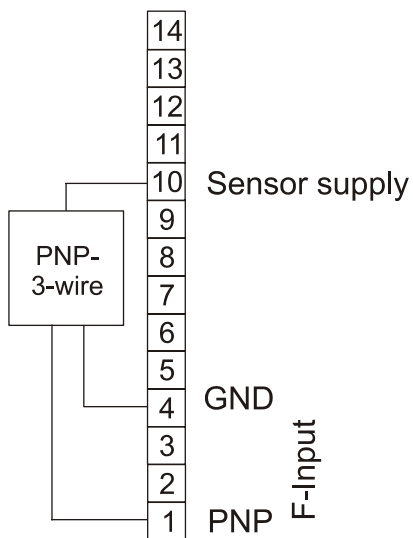 14
13
12
11
10 Sensor supply
9
PNP-
3-wire
8
7
6
5
4 GND
3
2
1 PNP
F-Input